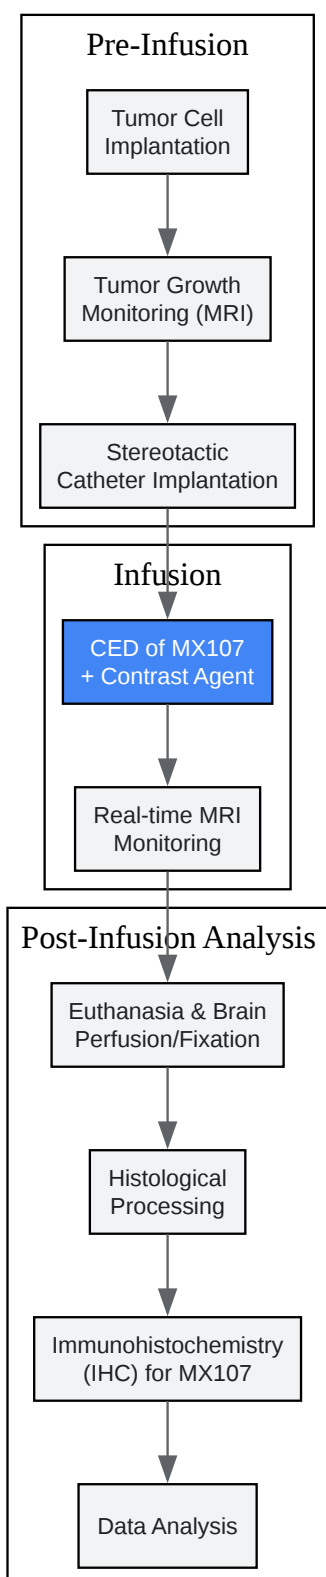 Pre-Infusion
Tumor Cell
Implantation
Tumor Growth
Monitoring (MRI)
Stereotactic
Catheter Implantation
Infusion
CED of MX107
+ Contrast Agent
Real-time MRI
Monitoring
Post-Infusion Analysis
Euthanasia & Brain
Perfusion/Fixation
Histological
Processing
Immunohistochemistry
(IHC) for MX107
Data Analysis